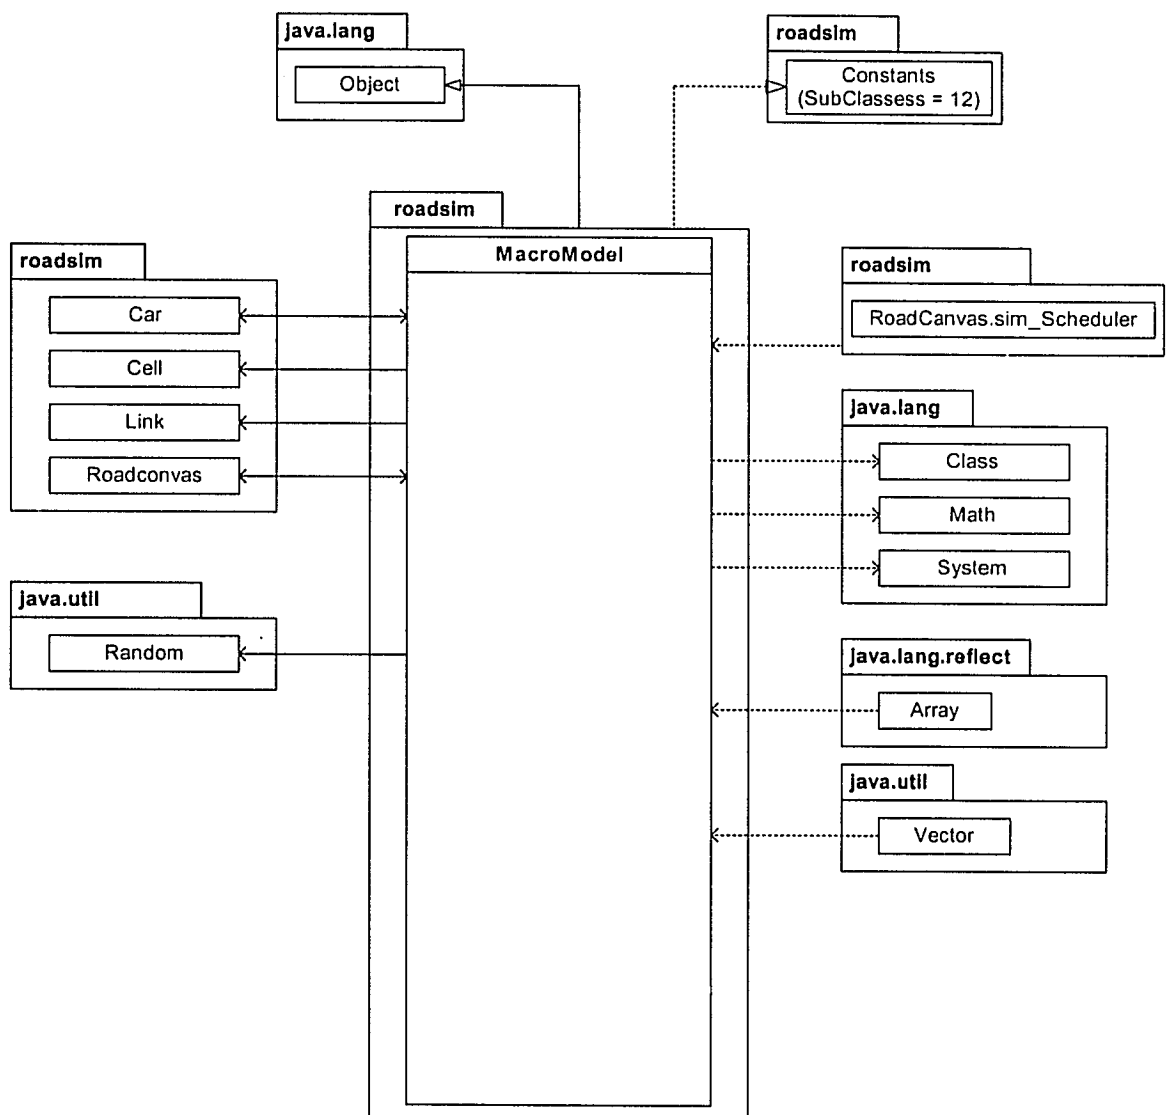 java.lang
Object
roadsim
Constants
(SubClassess = 12)
roadsim
MacroModel
roadsim
Car
Cell
Link
Roadconvas
java.util
Random
roadsim
RoadCanvas.sim_Scheduler
java.lang
Class
Math
System
java.lang.reflect
Array
java.util
Vector